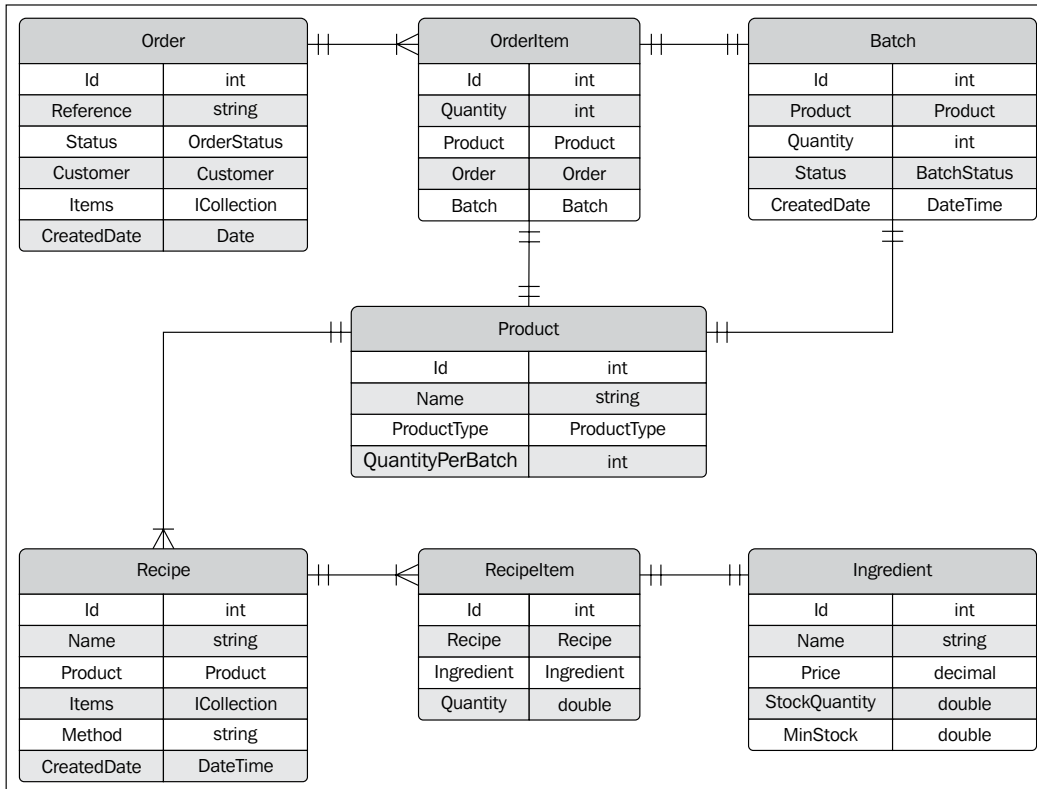 Order
Id int
Reference string
Status OrderStatus
Customer Customer
Items ICollection
CreatedDate Date
OrderItem
Id int
Quantity int
Product Product
Order Order
Batch Batch
Batch
Id int
Product Product
Quantity int
Status BatchStatus
CreatedDate DateTime
Product
Id int
Name string
ProductType ProductType
QuantityPerBatch int
Recipe
Id int
Name string
Product Product
Items ICollection
Method string
CreatedDate DateTime
RecipeItem
Id int
Recipe Recipe
Ingredient Ingredient
Quantity double
Ingredient
Id int
Name string
Price decimal
StockQuantity double
MinStock double